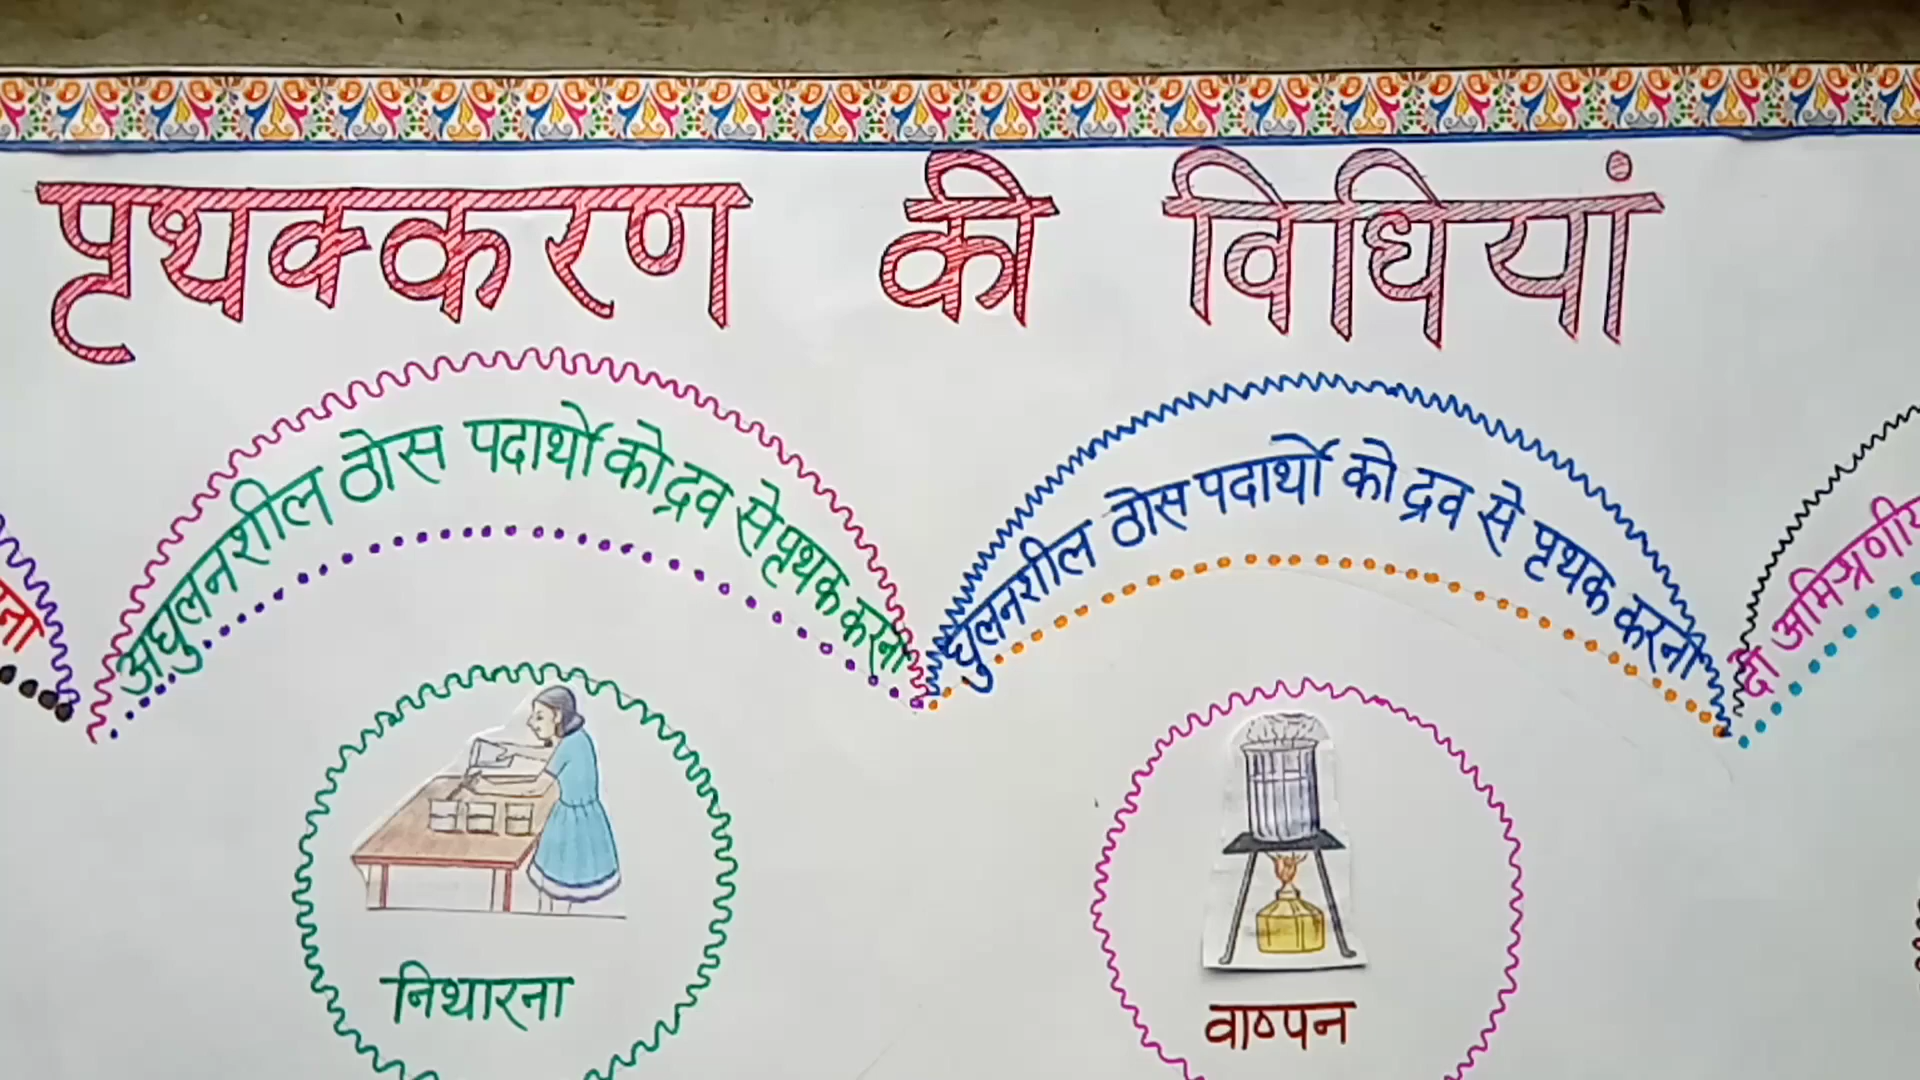 पृथक्करण की विधियां
अघुलनशील ठोस पदार्थो को द्रव से पृथक करना
घुलनशील ठोस पदार्थो को द्रव से पृथक करना
दो अमिश्रणीय
निथारना
वाष्पन